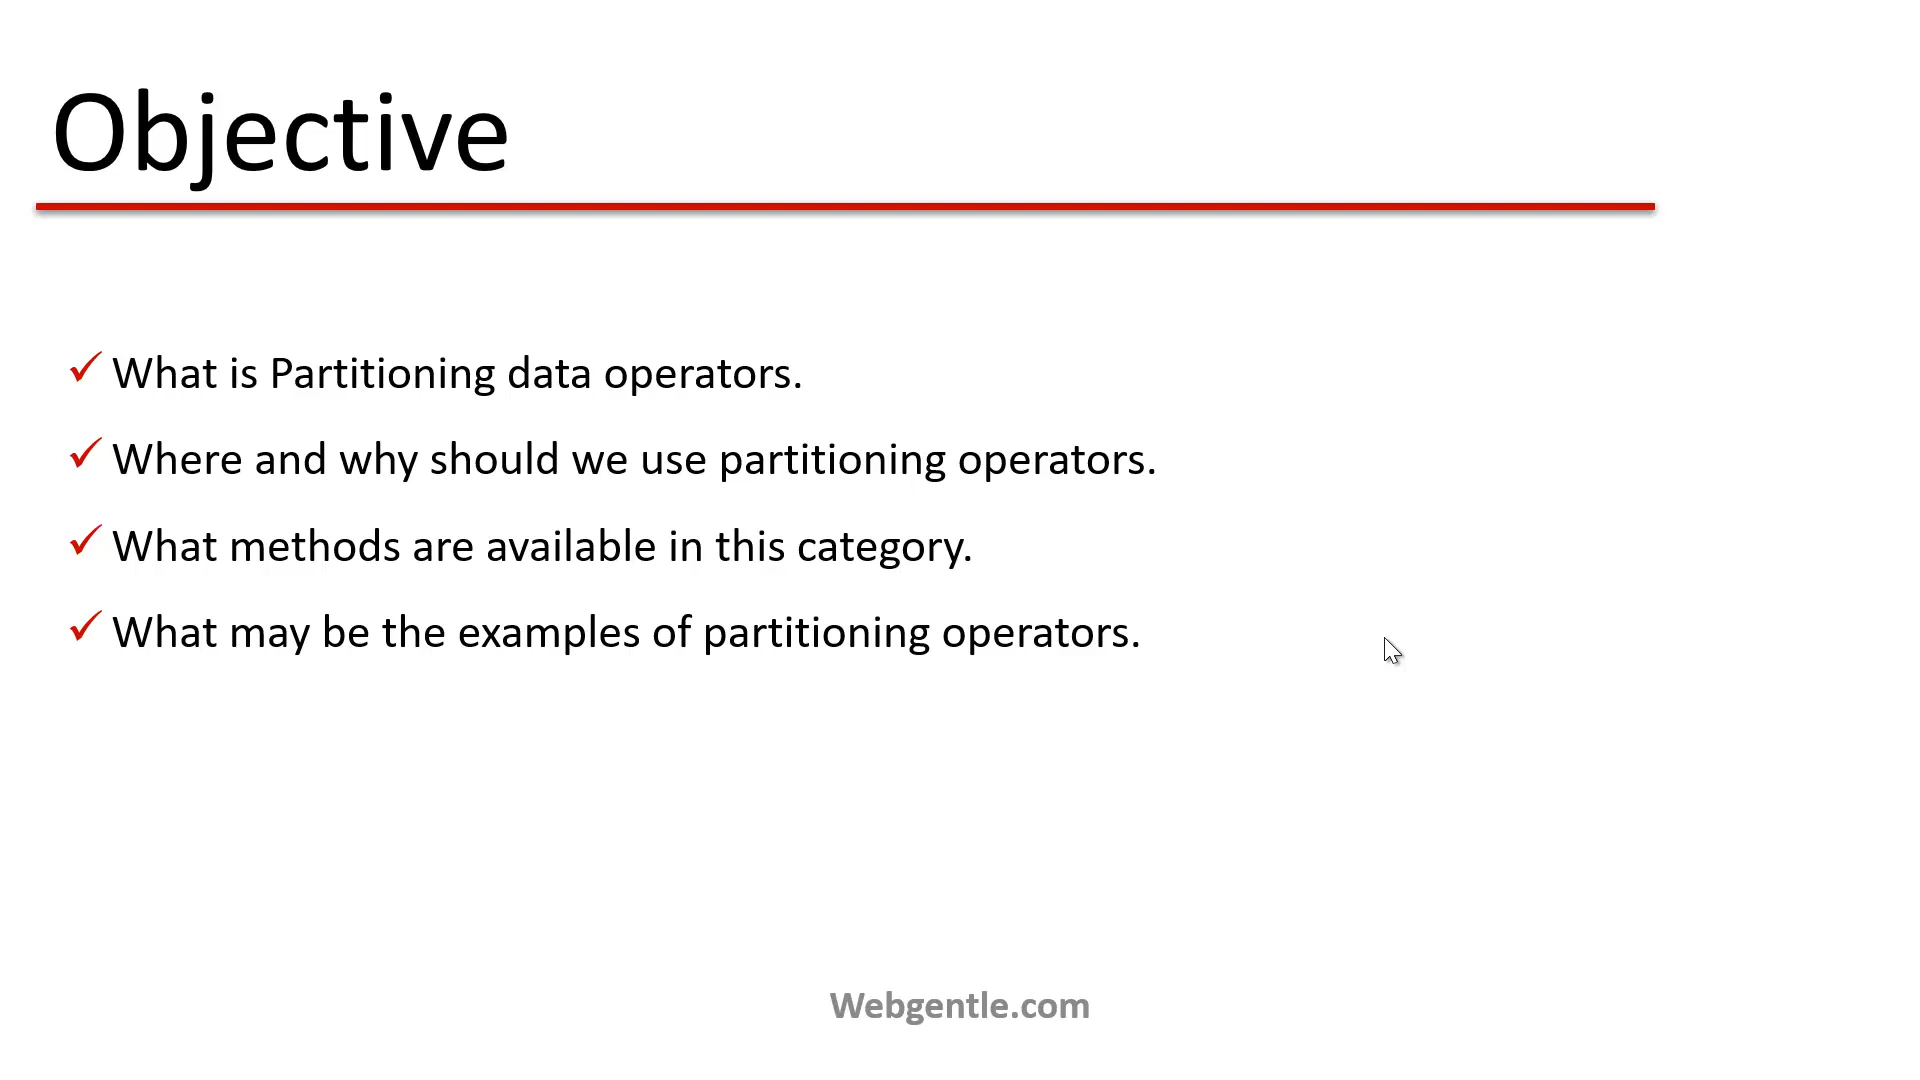 Objective
What is Partitioning data operators.
Where and why should we use partitioning operators.
What methods are available in this category.
What may be the examples of partitioning operators.
Webgentle.com